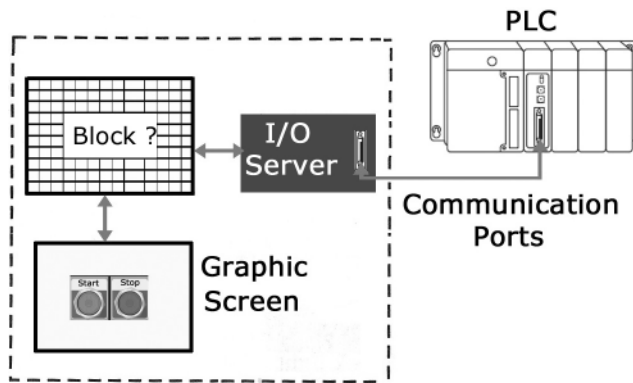 PLC
Block ?
I/O
Server
Communication
Ports
Graphic
Screen
Start Stop